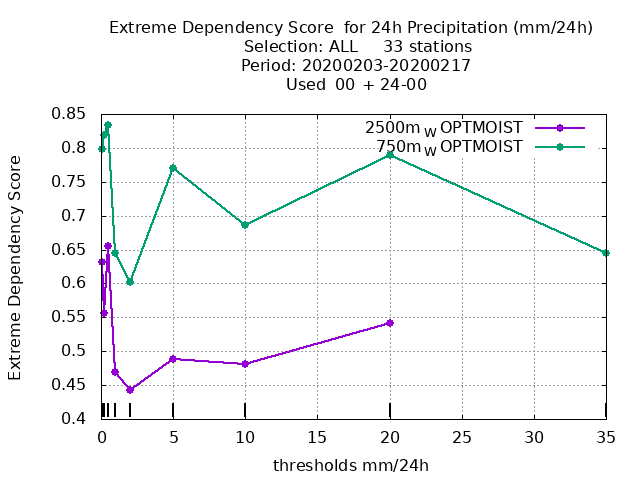 Extreme Dependency Score  for 24h Precipitation (mm/24h)
Selection: ALL     33 stations
Period: 20200203-20200217
Used  00  + 24-00
2500m W OPTMOIST
750m W OPTMOIST
0.85
0.8
0.75
0.7
0.65
0.6
0.55
0.5
0.45
0.4
Extreme Dependency Score
0 5 10 15 20 25 30 35
thresholds mm/24h